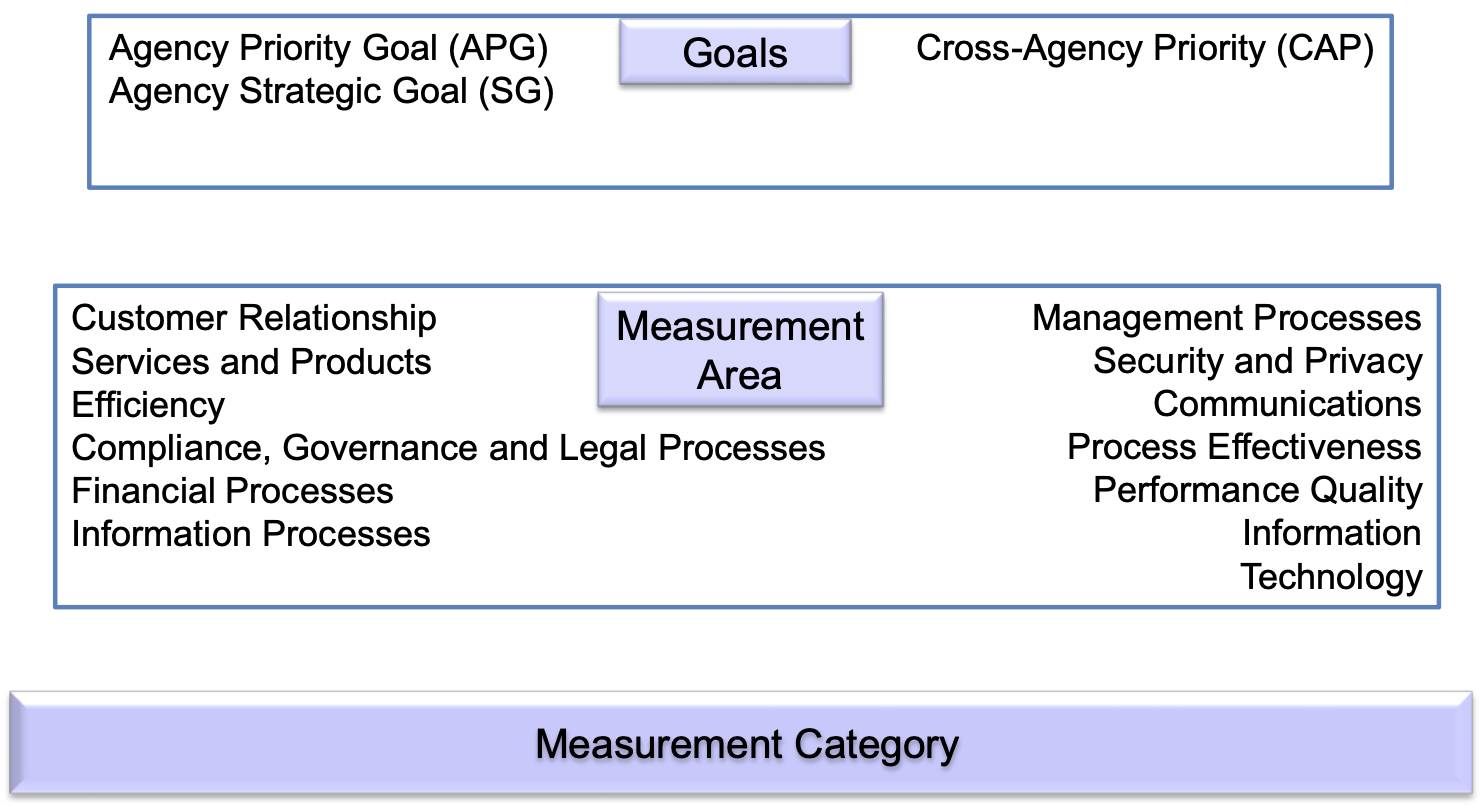 Agency Priority Goal (APG)
Agency Strategic Goal (SG)
Goals
Cross-Agency Priority (CAP)
Customer Relationship
Services and Products
Efficiency
Compliance, Governance and Legal Processes
Financial Processes
Information Processes
Measurement
Area
Management Processes
Security and Privacy
Communications
Process Effectiveness
Performance Quality
Information
Technology
Measurement Category